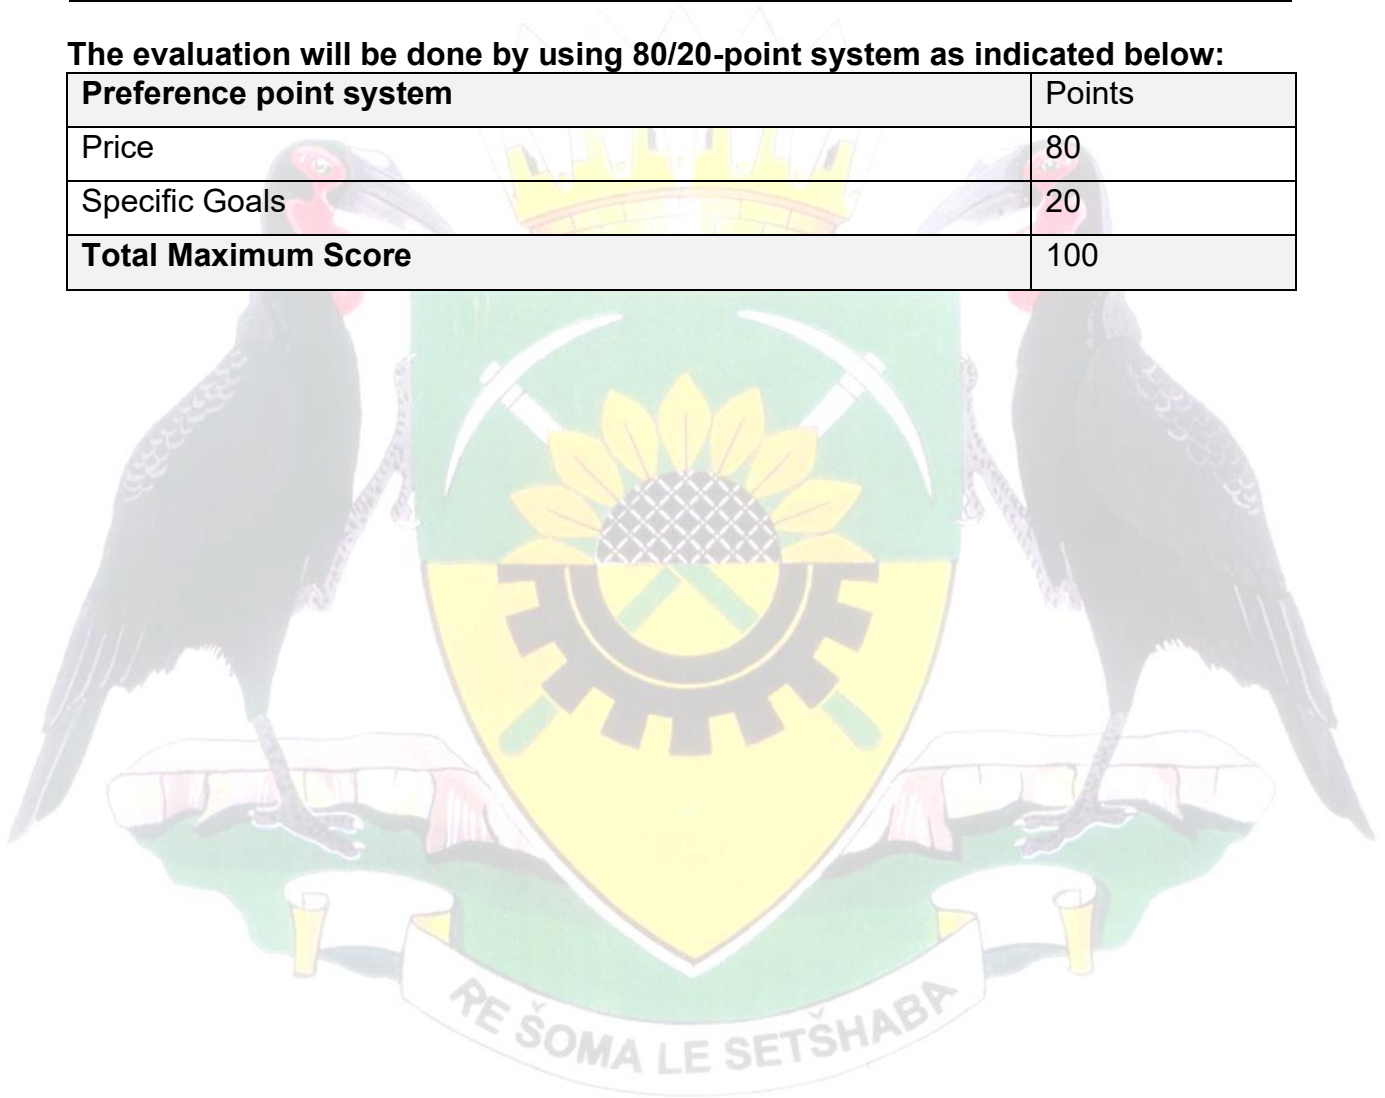 The evaluation will be done by using 80/20-point system as indicated below:
Preference point system Points
Price 80
Specific Goals 20
Total Maximum Score 100
RE ŠOMA LE SETŠHABA